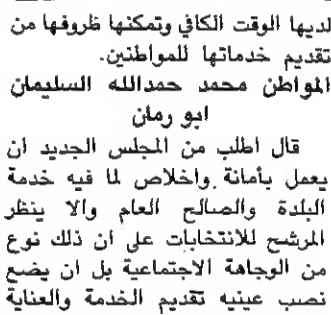 لديها الوقت الكافي وتمكنها ظروفها من
تقديم خدماتها للمواطنين.
المواطن محمد حمدالله السليمان
ابو رمان
قال اطلب من المجلس الجديد ان
يعمل بأمانة واخلاص لما فيه خدمة
البلدة والصالح العام والا ينظر
المرشح للانتخابات على ان ذلك نوع
من الوجاهة الاجتماعية بل ان يضع
نصب عينيه تقديم الخدمة والعناية